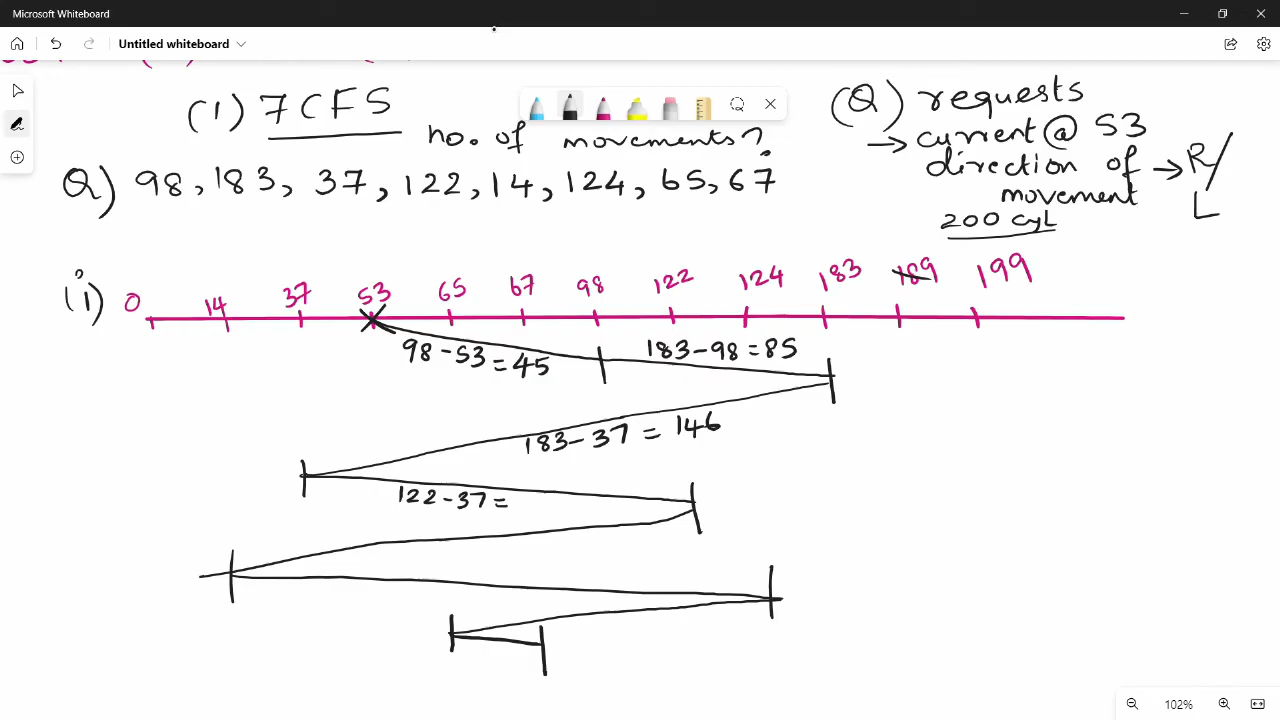 Microsoft Whiteboard
Untitled whiteboard
(1) 7CFS
no. of movements?
(Q) requests
→ current @ 53
direction of → R/
movement L
200 cyl
Q) 98, 183, 37, 122, 14, 124, 65, 67
(i) 0 14 37 53 65 67 98 122 124 183 189 199
98-53=45 183-98=85
183-37=146
122-37=
102%